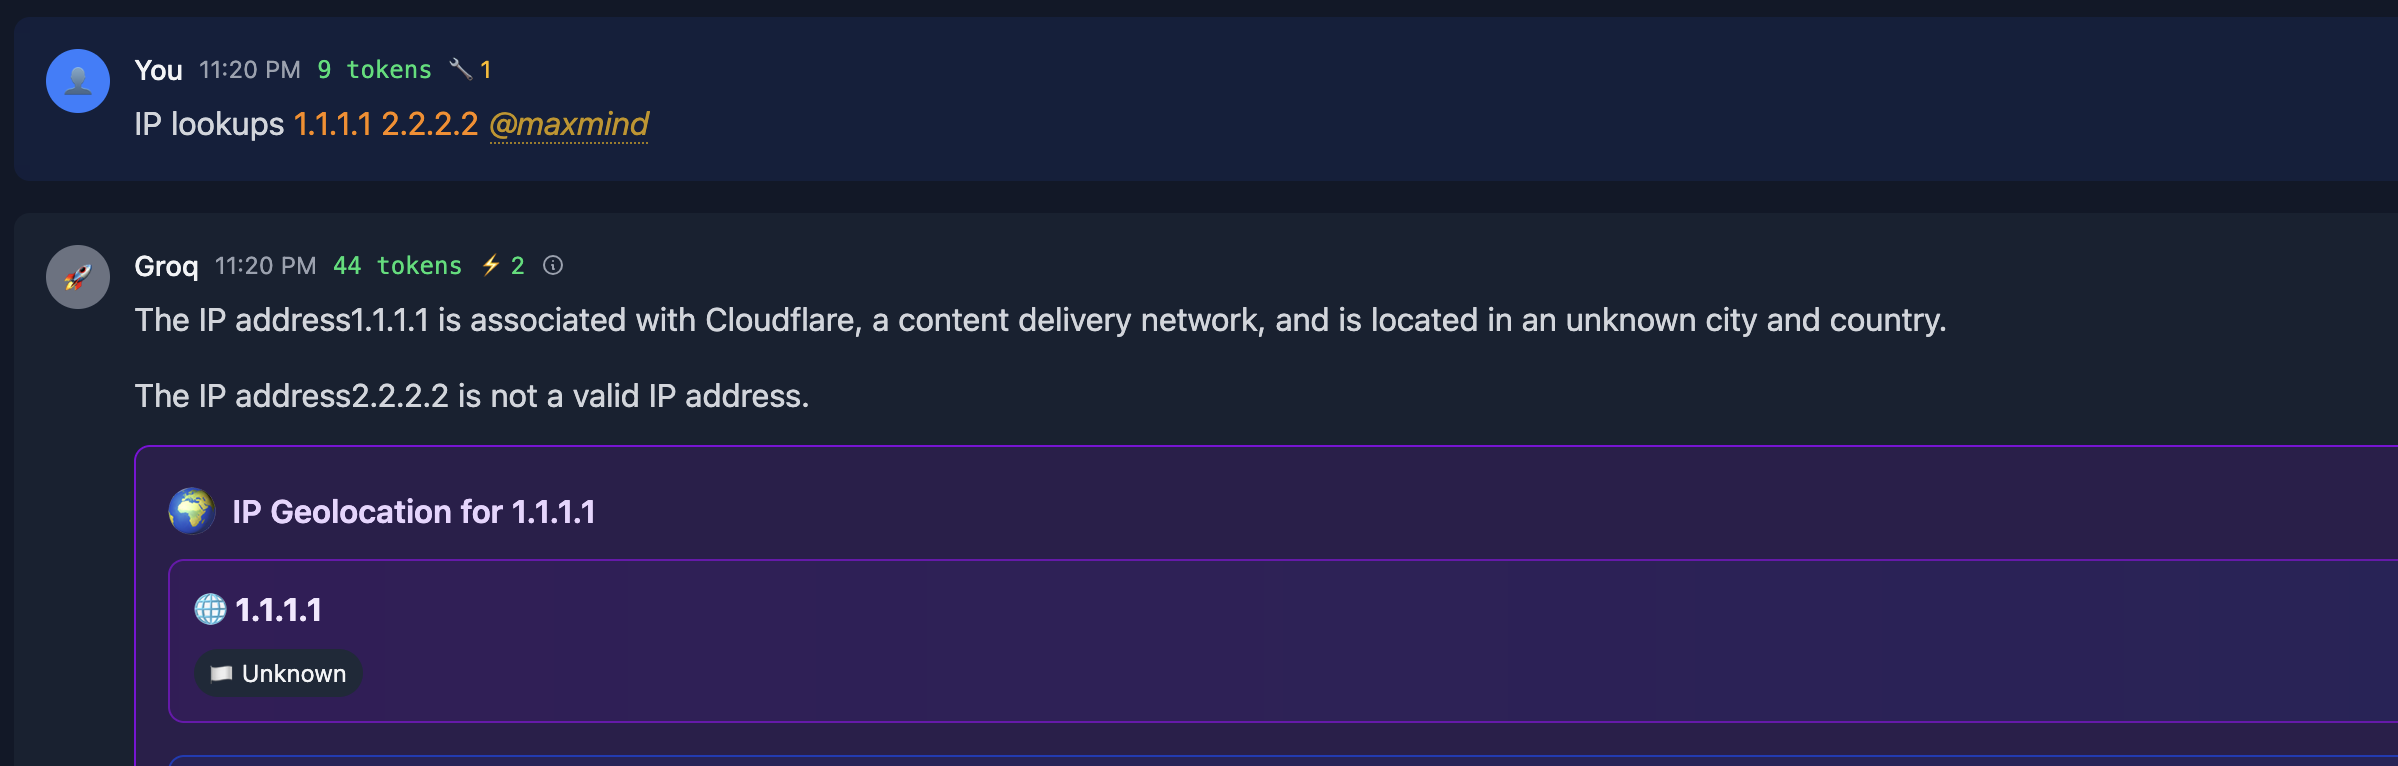 You 11:20 PM 9 tokens 🔧 1
IP lookups 1.1.1.1 2.2.2.2 @maxmind
Groq 11:20 PM 44 tokens ⚡ 2 ⓘ
The IP address1.1.1.1 is associated with Cloudflare, a content delivery network, and is located in an unknown city and country.
The IP address2.2.2.2 is not a valid IP address.
IP Geolocation for 1.1.1.1
1.1.1.1
Unknown